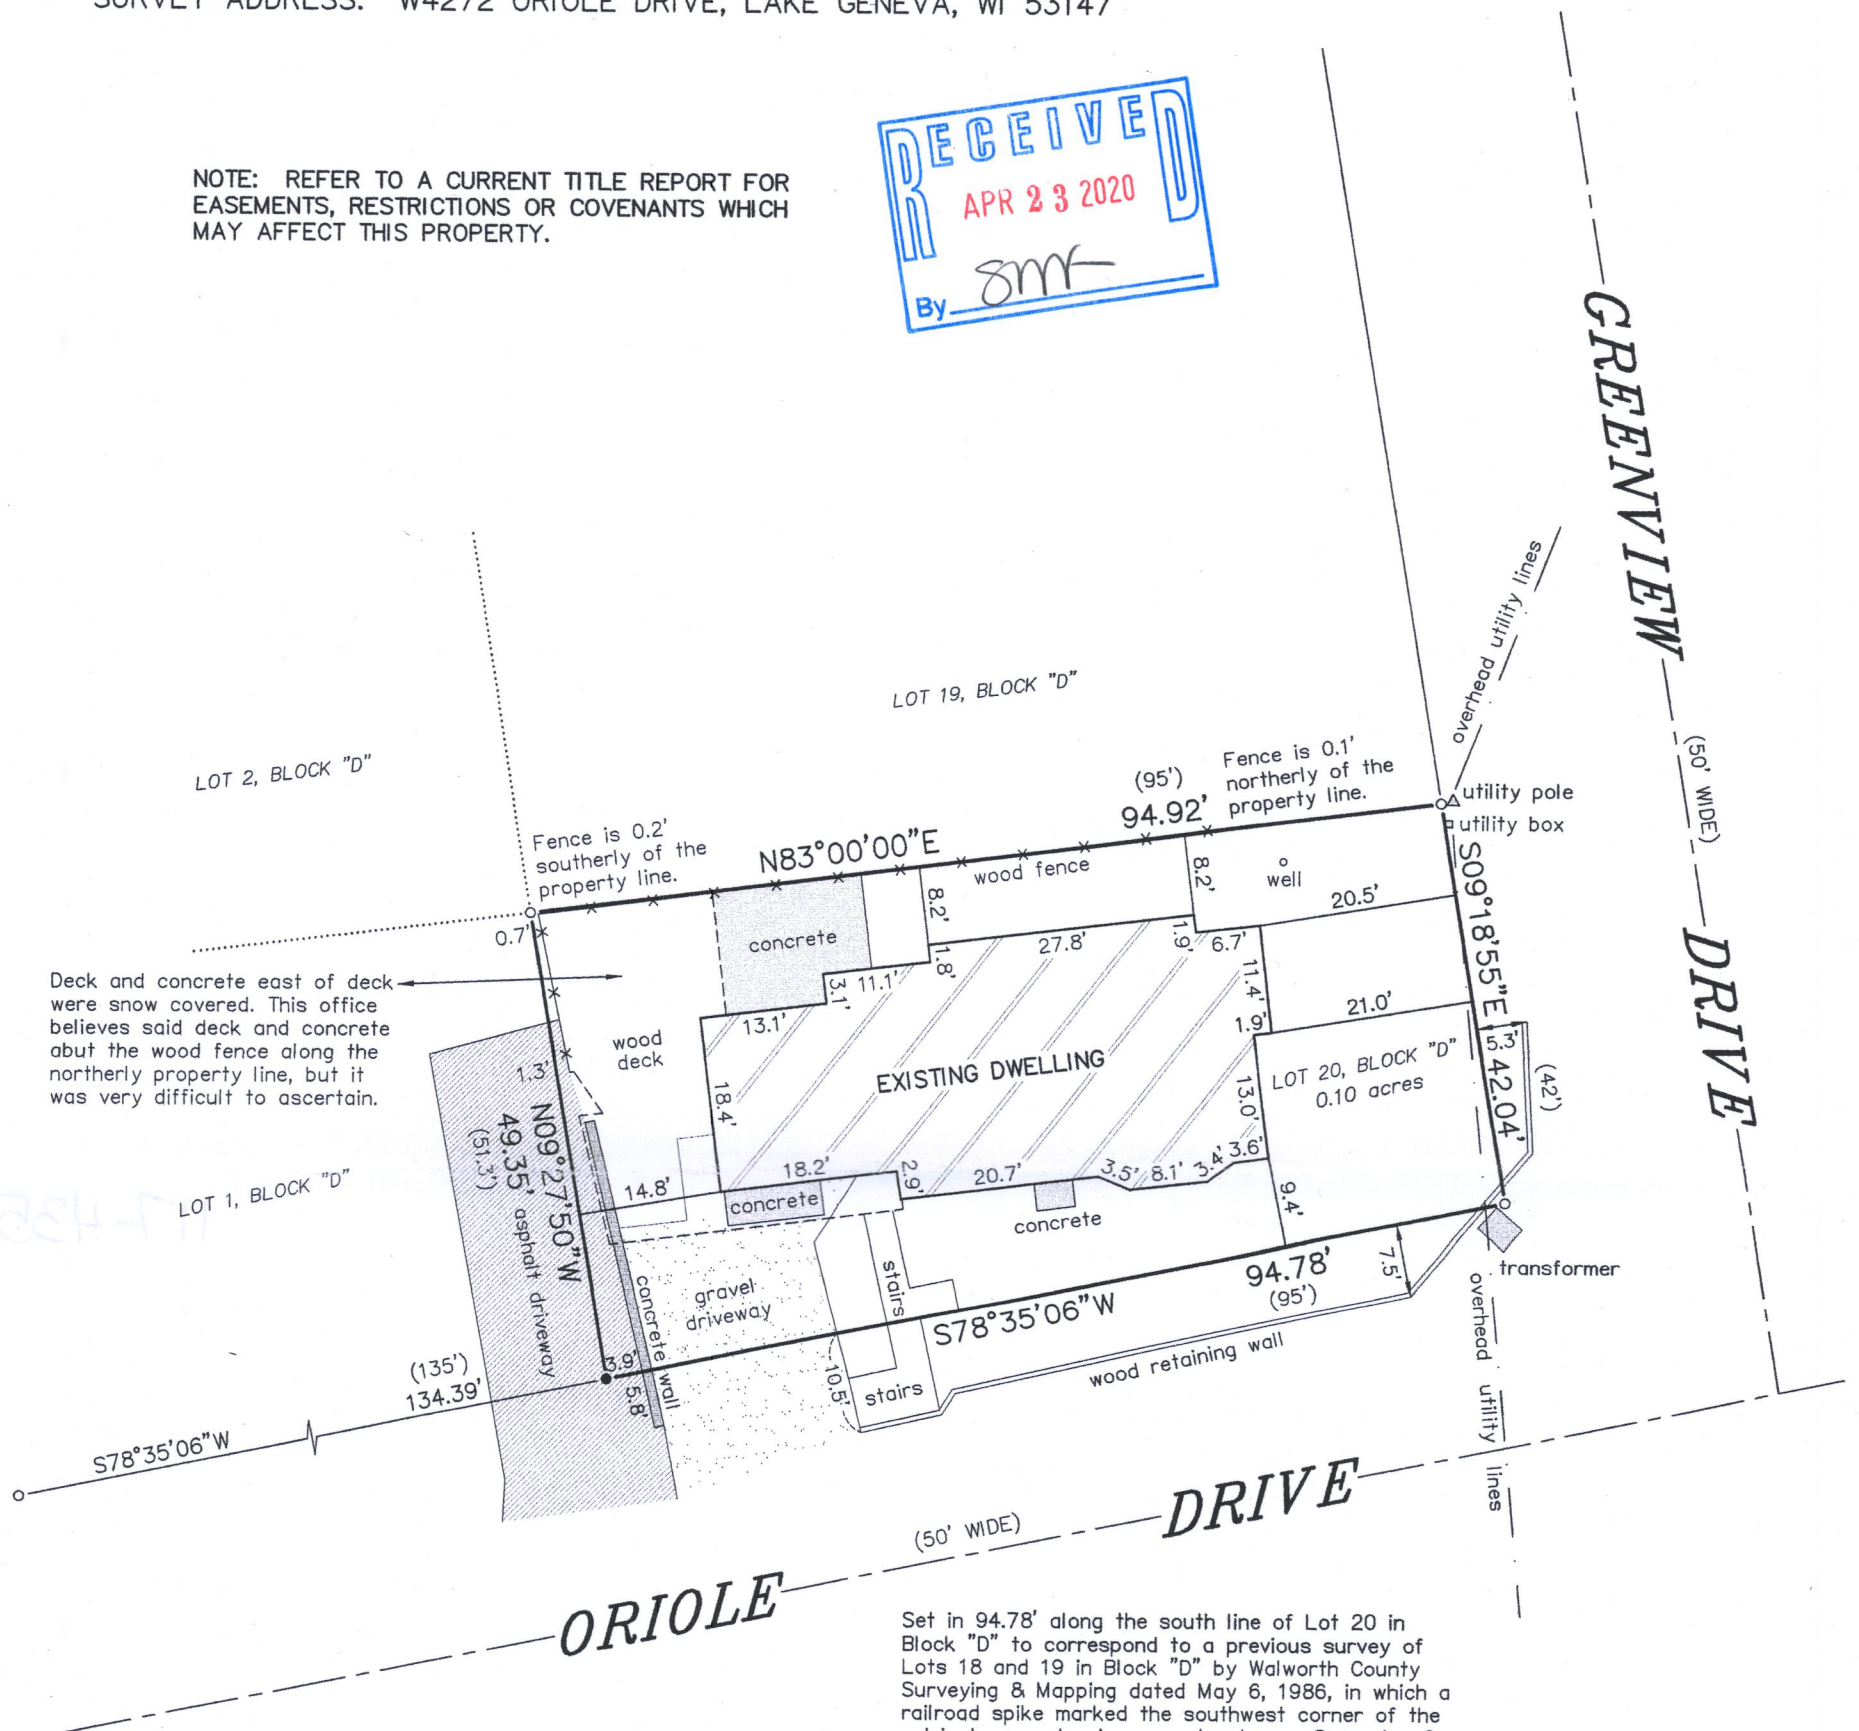 SURVEY ADDRESS: W4272 ORIOLE DRIVE, LAKE GENEVA, WI 53147
NOTE: REFER TO A CURRENT TITLE REPORT FOR
EASEMENTS, RESTRICTIONS OR COVENANTS WHICH
MAY AFFECT THIS PROPERTY.
RECEIVED
APR 23 2020
By SMK
GREENVIEW DRIVE
(50' WIDE)
overhead utility lines
LOT 19, BLOCK "D"
LOT 2, BLOCK "D"
Fence is 0.1'
northerly of the
property line.
(95')
94.92'
utility pole
utility box
Fence is 0.2'
southerly of the
property line.
N83°00'00"E
wood fence
8.2'
8.2'
well
20.5'
S09°18'55"E
42.04'
(42')
0.7'
concrete
1.8'
27.8'
1.9'
6.7'
11.4'
3.1'
11.1'
13.1'
Deck and concrete east of deck
were snow covered. This office
believes said deck and concrete
abut the wood fence along the
northerly property line, but it
was very difficult to ascertain.
wood
deck
21.0'
1.9'
5.3'
EXISTING DWELLING
LOT 20, BLOCK "D"
0.10 acres
1.3'
18.4'
13.0'
N09°27'50"W
49.35'
(51.3')
asphalt driveway
LOT 1, BLOCK "D"
14.8'
18.2'
2.9'
20.7'
3.5'
8.1'
3.4'
3.6'
9.4'
concrete
concrete
transformer
94.78'
(95')
7.5'
S78°35'06"W
stairs
gravel
driveway
concrete wall
wood retaining wall
overhead utility lines
3.9'
5.8'
10.5'
stairs
(135')
134.39'
S78°35'06"W
ORIOLE DRIVE
(50' WIDE)
Set in 94.78' along the south line of Lot 20 in
Block "D" to correspond to a previous survey of
Lots 18 and 19 in Block "D" by Walworth County
Surveying & Mapping dated May 6, 1986, in which a
railroad spike marked the southwest corner of the